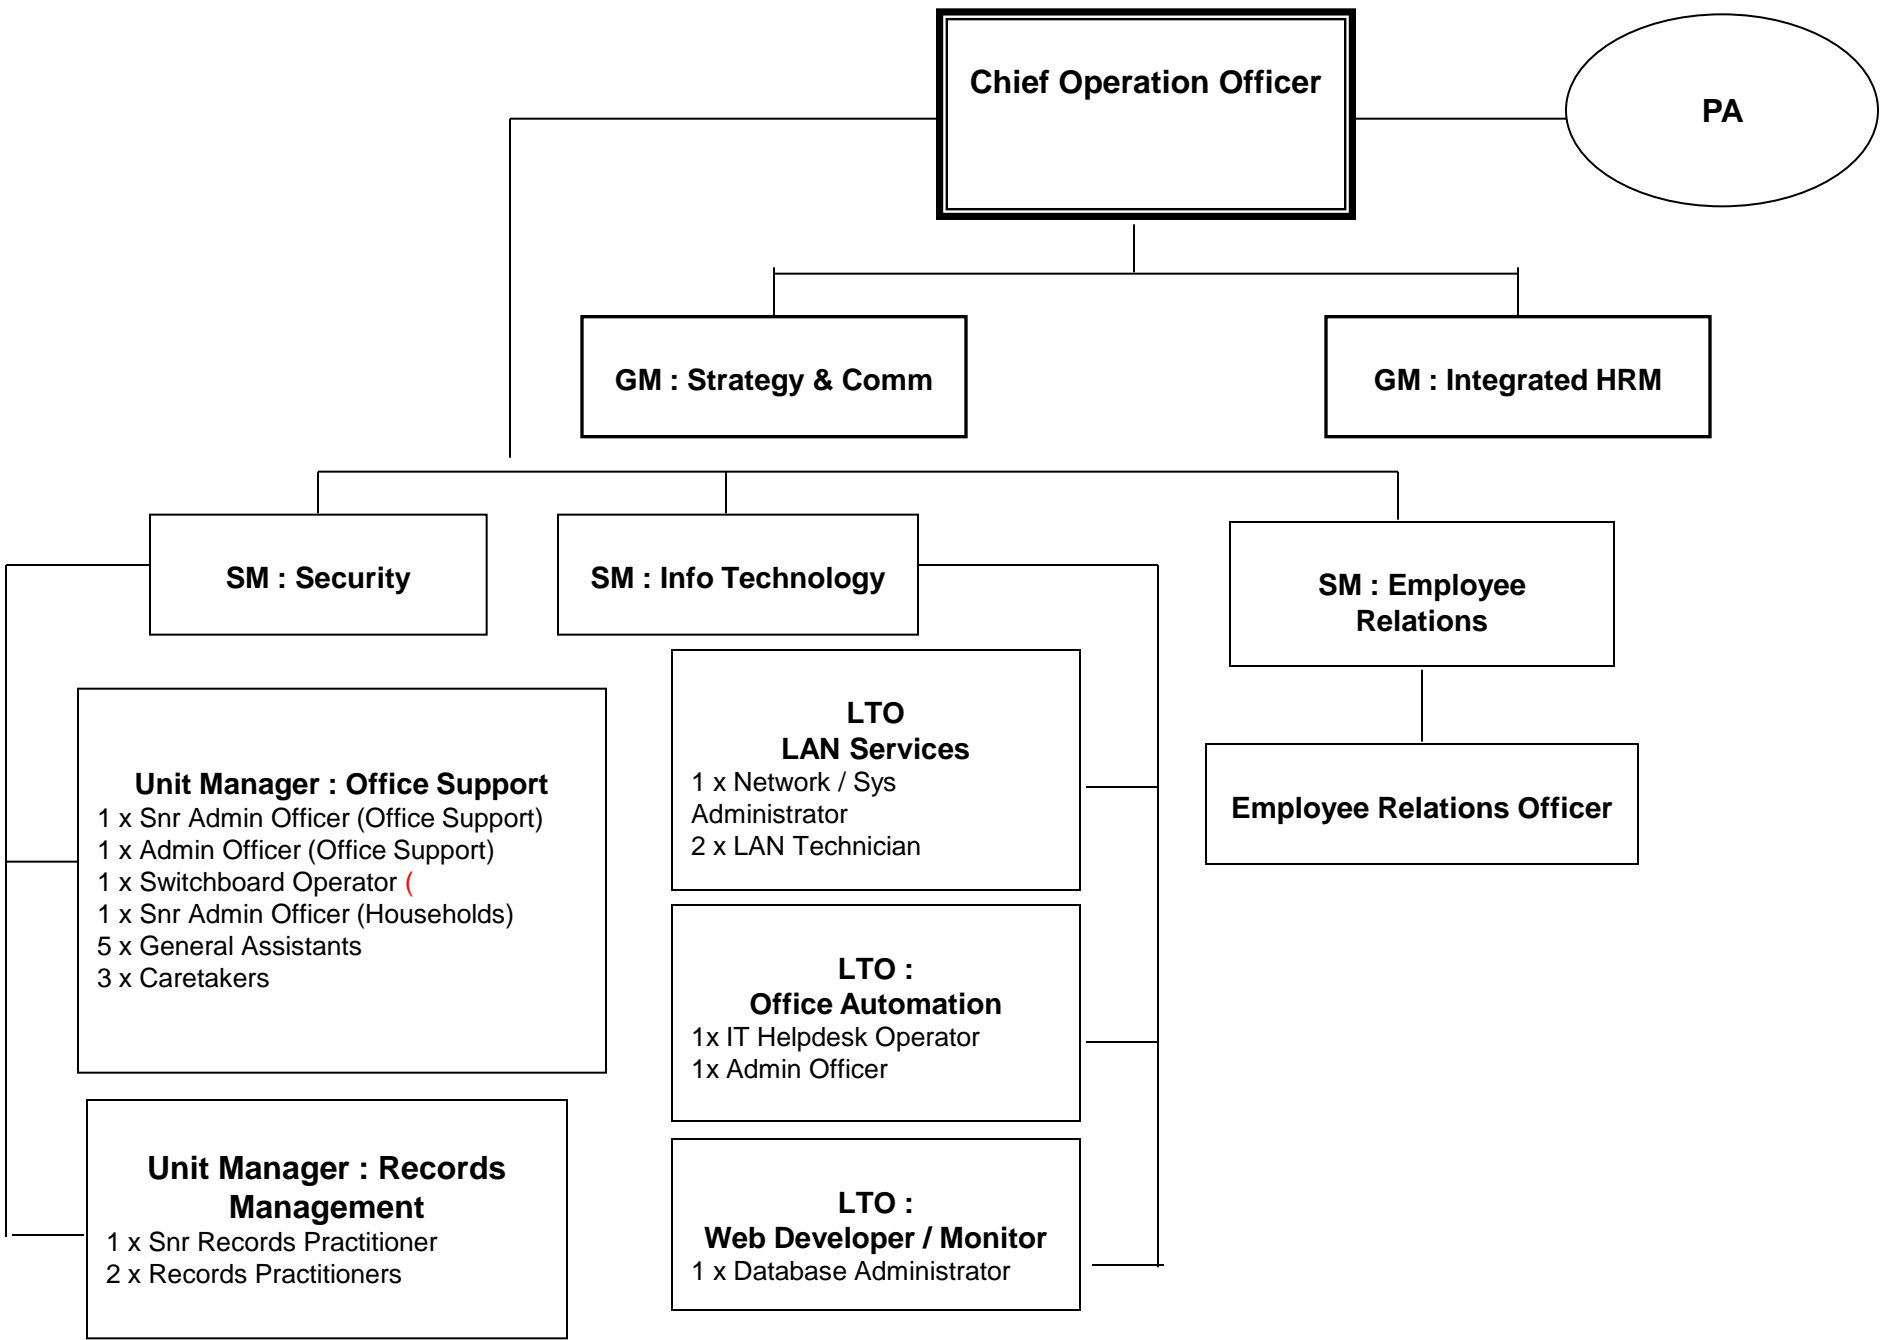 Chief Operation Officer
PA
GM : Strategy & Comm
GM : Integrated HRM
SM : Security
SM : Info Technology
SM : Employee
Relations
Unit Manager : Office Support
1 x Snr Admin Officer (Office Support)
1 x Admin Officer (Office Support)
1 x Switchboard Operator (
1 x Snr Admin Officer (Households)
5 x General Assistants
3 x Caretakers
Unit Manager : Records
Management
1 x Snr Records Practitioner
2 x Records Practitioners
LTO
LAN Services
1 x Network / Sys
Administrator
2 x LAN Technician
LTO :
Office Automation
1x IT Helpdesk Operator
1x Admin Officer
LTO :
Web Developer / Monitor
1 x Database Administrator
Employee Relations Officer